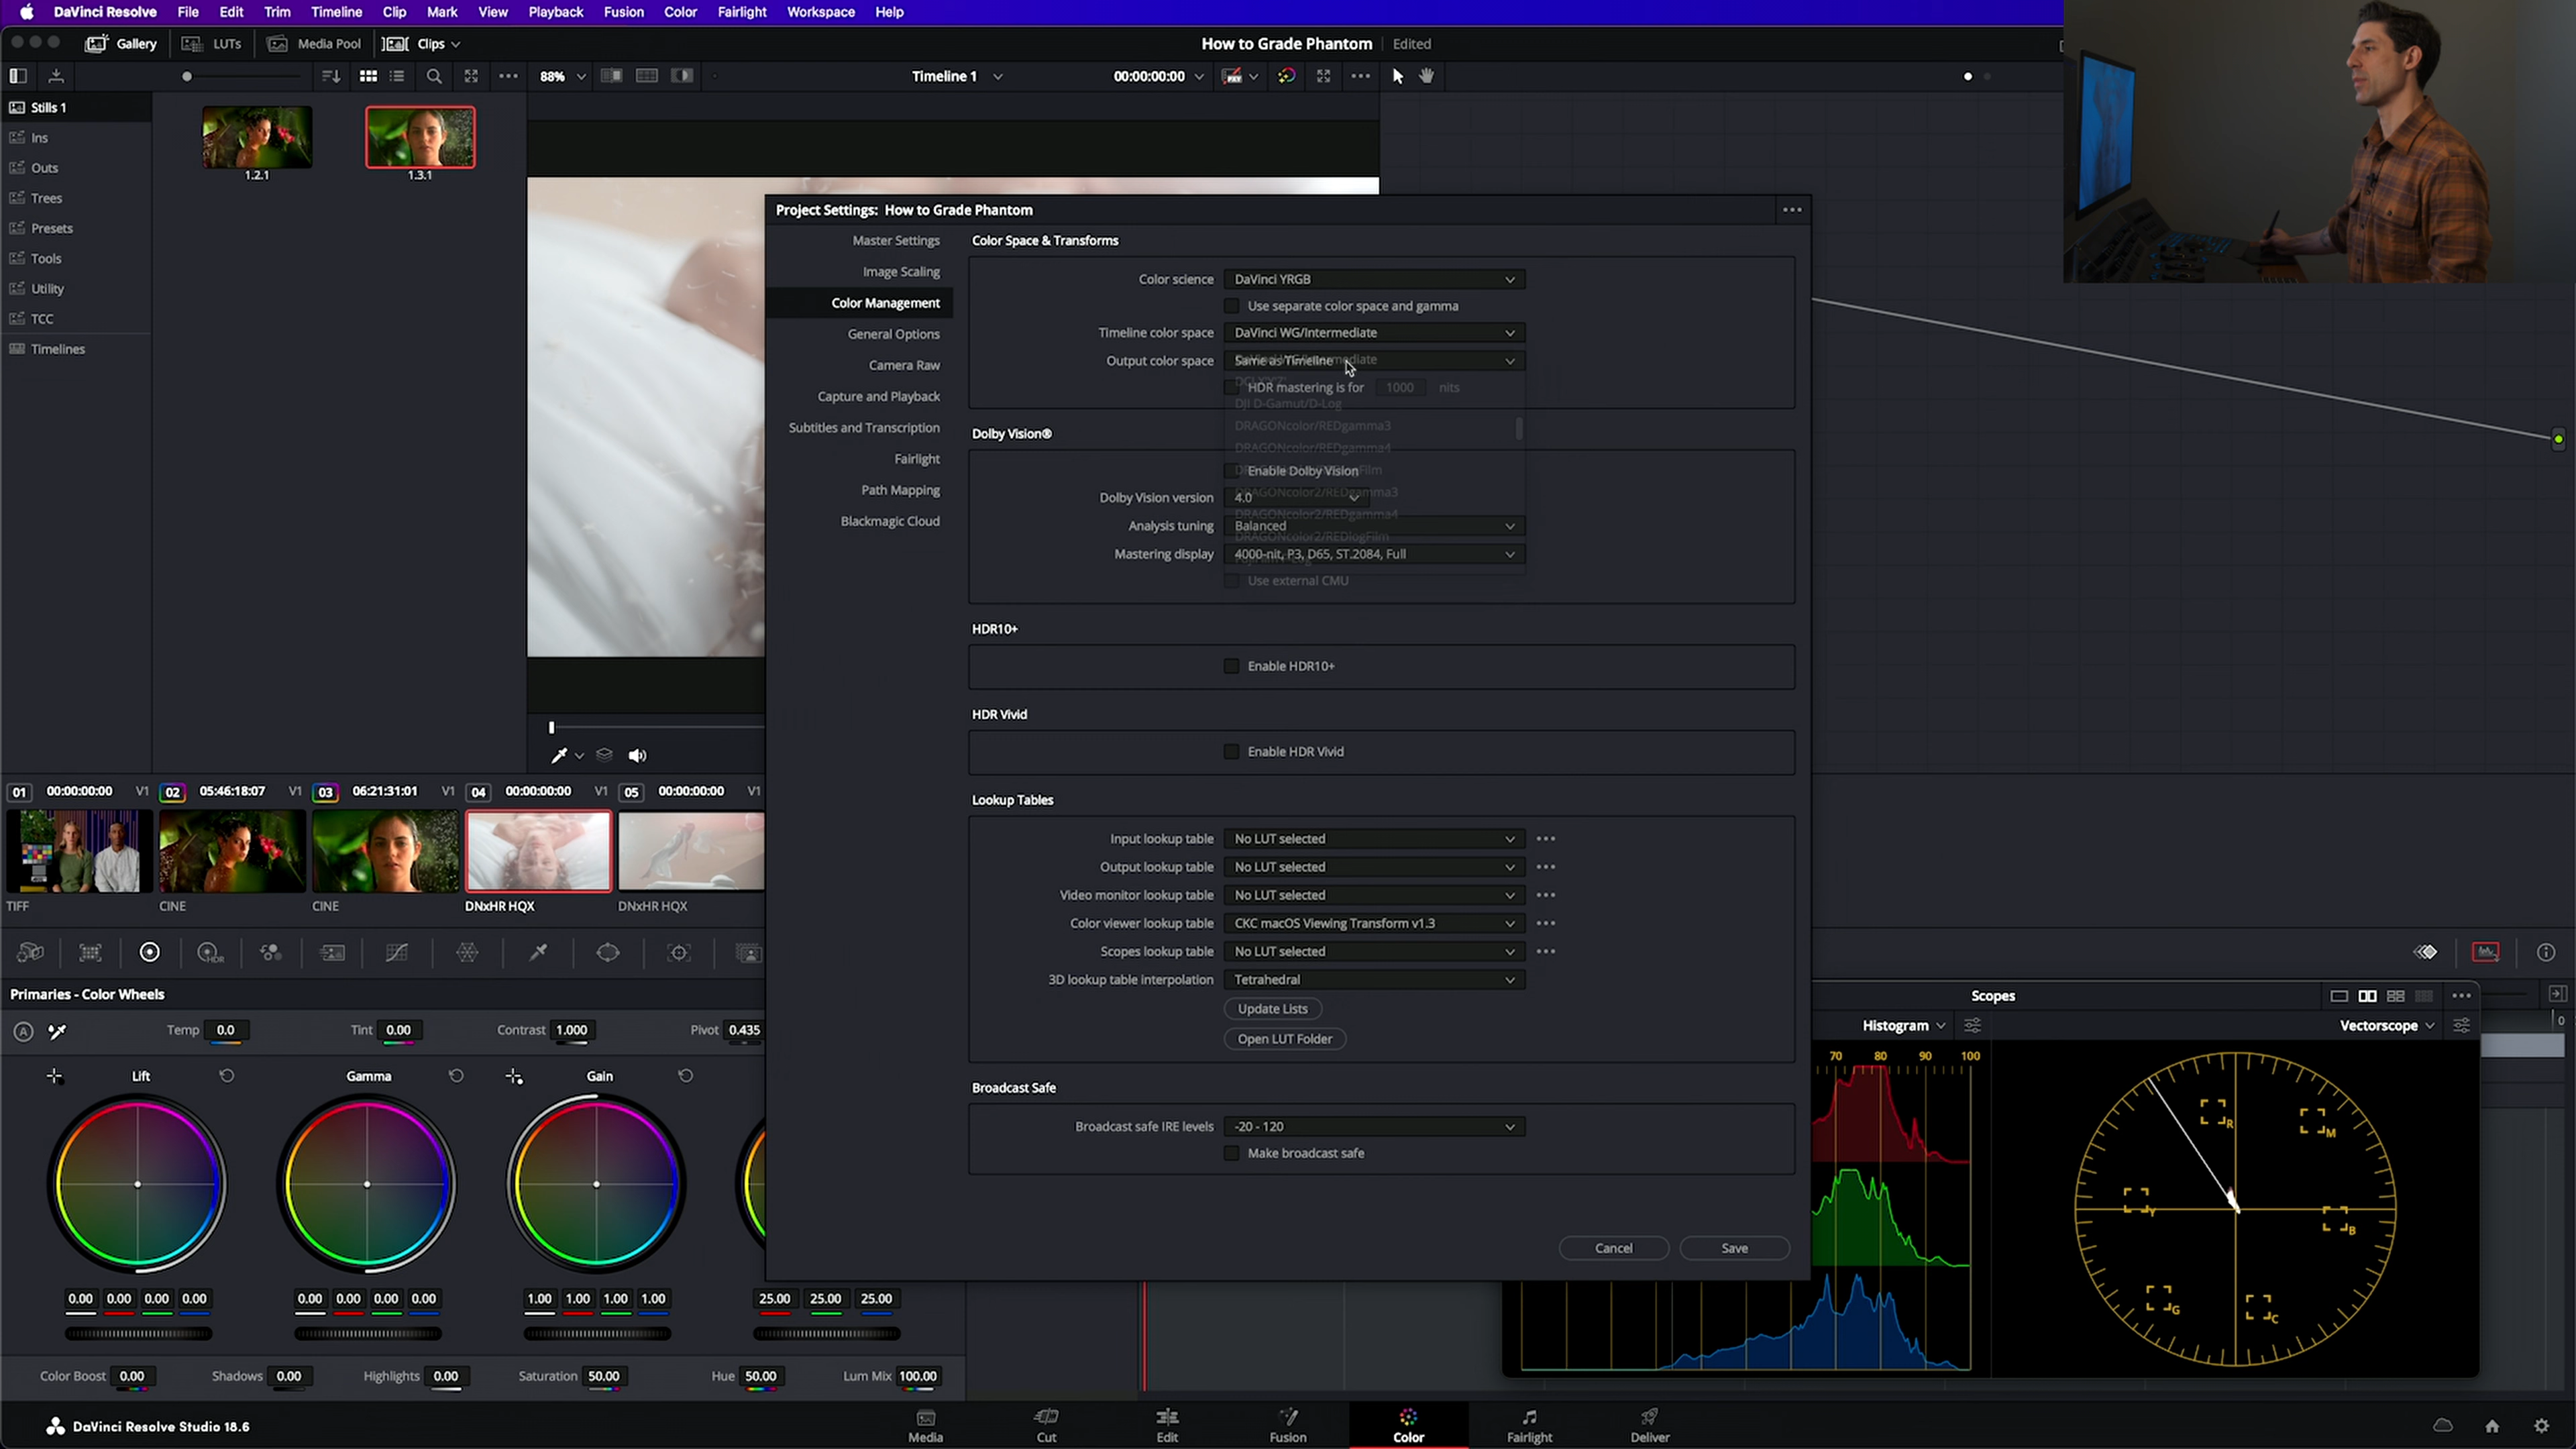 DaVinci Resolve File Edit Trim Timeline Clip Mark View Playback Fusion Color Fairlight Workspace Help
Gallery LUTs Media Pool Clips How to Grade Phantom Edited
88% Timeline 1 00:00:00:00
Stills 1
Ins
Outs
Trees
Presets
Tools
Utility
TCC
Timelines
1.2.1 1.3.1
Project Settings: How to Grade Phantom
Master Settings
Image Scaling
Color Management
General Options
Camera Raw
Capture and Playback
Subtitles and Transcription
Fairlight
Path Mapping
Blackmagic Cloud
Color Space & Transforms
Color science DaVinci YRGB
Use separate color space and gamma
Timeline color space DaVinci WG/Intermediate
Output color space Same as Timeline
HDR mastering is for 1000 nits
DJI D-Gamut/D-Log
DRAGONcolor/REDgamma3
DRAGONcolor/REDgamma4
Dolby Vision®
Enable Dolby Vision
DRAGONcolor2/REDgamma3
Dolby Vision version 4.0
DRAGONcolor2/REDgamma4
Analysis tuning Balanced
DRAGONcolor2/REDlogFilm
Mastering display 4000-nit, P3, D65, ST.2084, Full
Use external CMU
HDR10+
Enable HDR10+
HDR Vivid
Enable HDR Vivid
Lookup Tables
Input lookup table No LUT selected
Output lookup table No LUT selected
Video monitor lookup table No LUT selected
Color viewer lookup table CKC macOS Viewing Transform v1.3
Scopes lookup table No LUT selected
3D lookup table interpolation Tetrahedral
Update Lists
Open LUT Folder
Broadcast Safe
Broadcast safe IRE levels -20 - 120
Make broadcast safe
Cancel Save
01 00:00:00:00 V1 02 05:46:18:07 V1 03 06:21:31:01 V1 04 00:00:00:00 V1 05 00:00:00:00 V1
TIFF CINE CINE DNxHR HQX DNxHR HQX
HDR
Primaries - Color Wheels
A Temp 0.0 Tint 0.00 Contrast 1.000 Pivot 0.435
Lift Gamma Gain
0.00 0.00 0.00 0.00 0.00 0.00 0.00 0.00 1.00 1.00 1.00 1.00 25.00 25.00 25.00
Color Boost 0.00 Shadows 0.00 Highlights 0.00 Saturation 50.00 Hue 50.00 Lum Mix 100.00
Scopes
Histogram Vectorscope
0
70 80 90 100
R
M
Y
B
G
C
DaVinci Resolve Studio 18.6 Media Cut Edit Fusion Color Fairlight Deliver